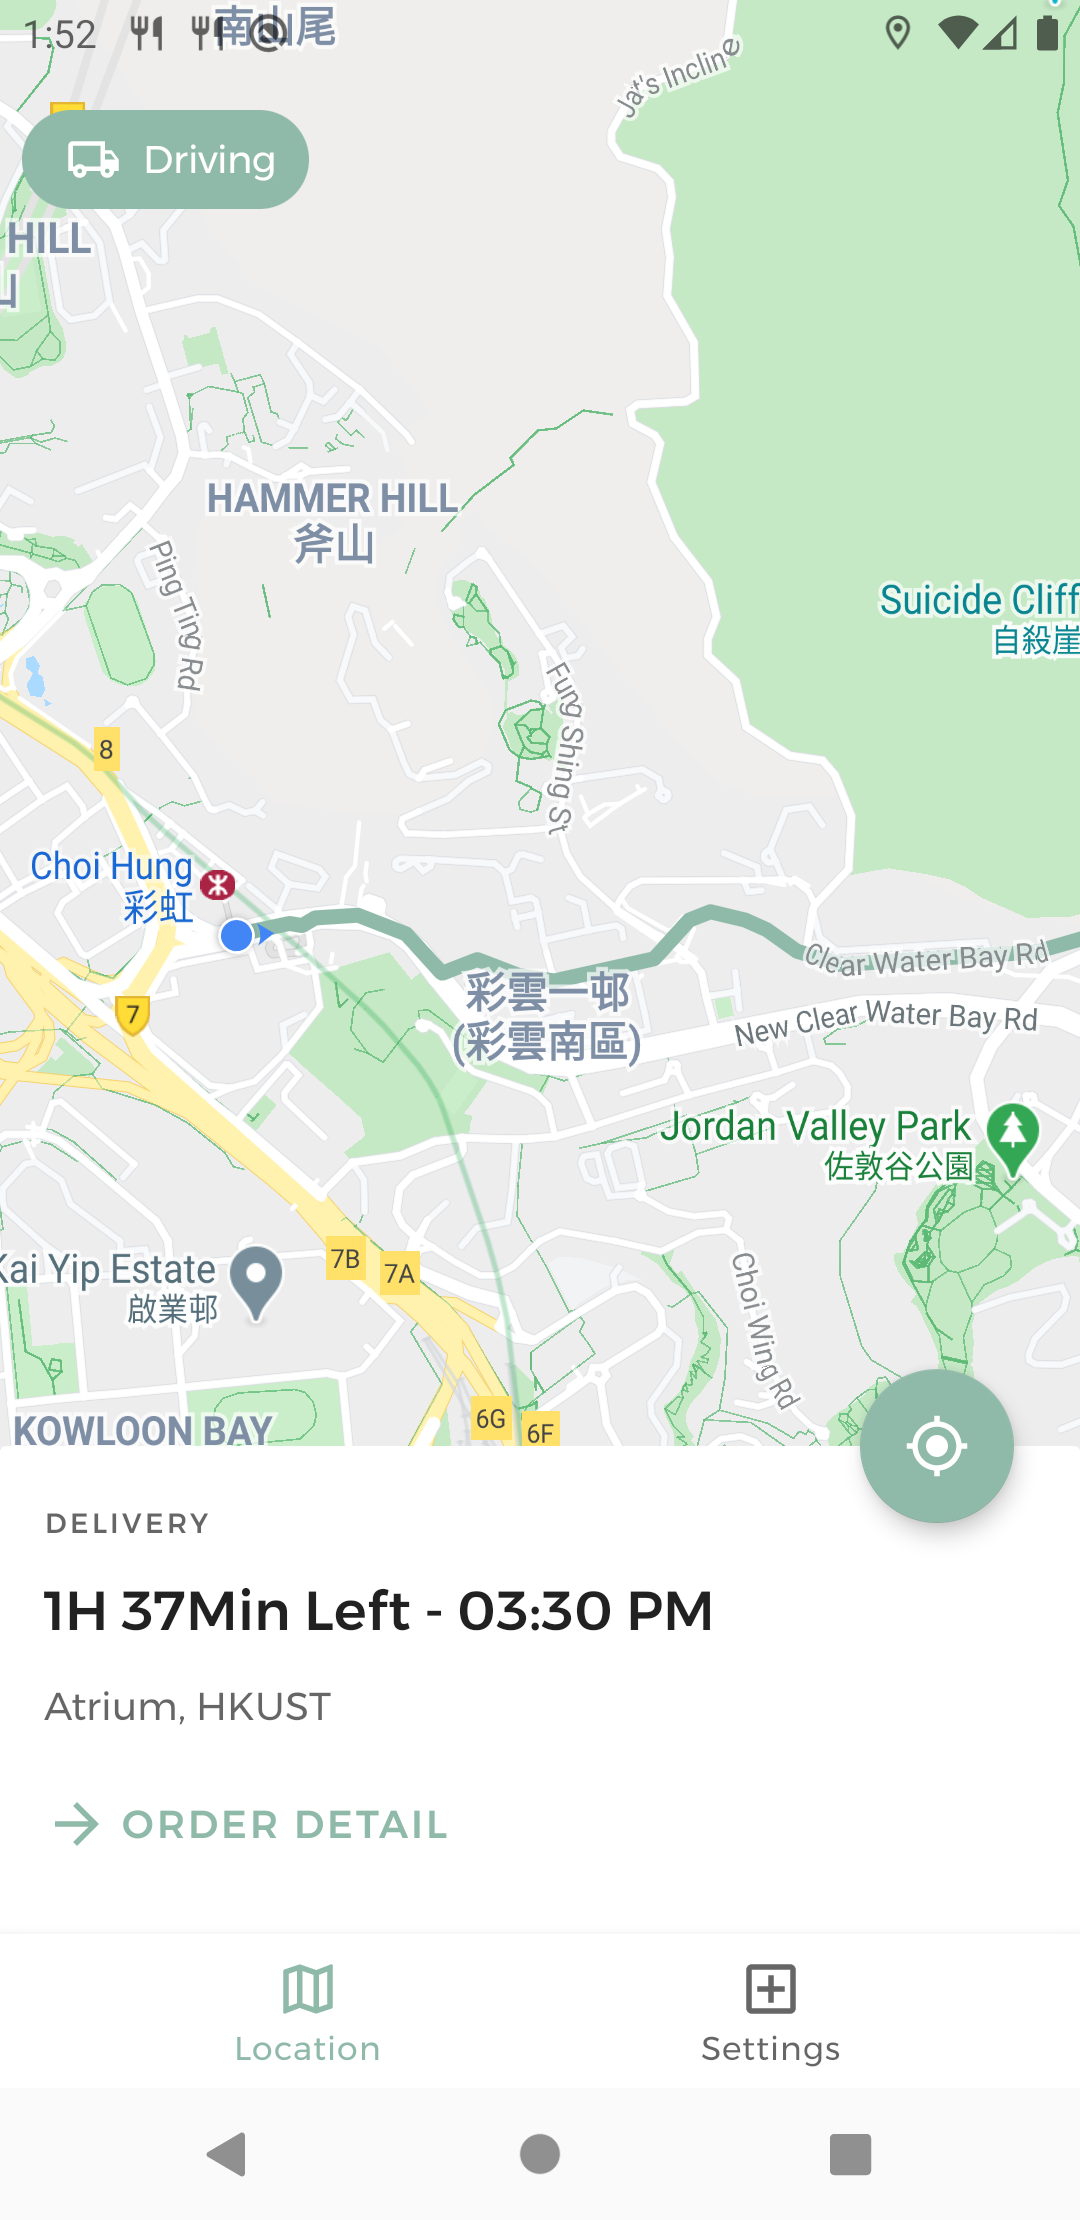 1:52
南山尾
Jat's Incline
Driving
HILL
山
HAMMER HILL
斧山
Ping Ting Rd
Suicide Cliff
自殺崖
Fung Shing St
8
Choi Hung
彩虹
Clear Water Bay Rd
彩雲一邨
(彩雲南區)
7
New Clear Water Bay Rd
Jordan Valley Park
佐敦谷公園
Kai Yip Estate
啟業邨
7B
7A
Choi Wing Rd
KOWLOON BAY
6G
6F
DELIVERY
1H 37Min Left - 03:30 PM
Atrium, HKUST
ORDER DETAIL
Location
Settings